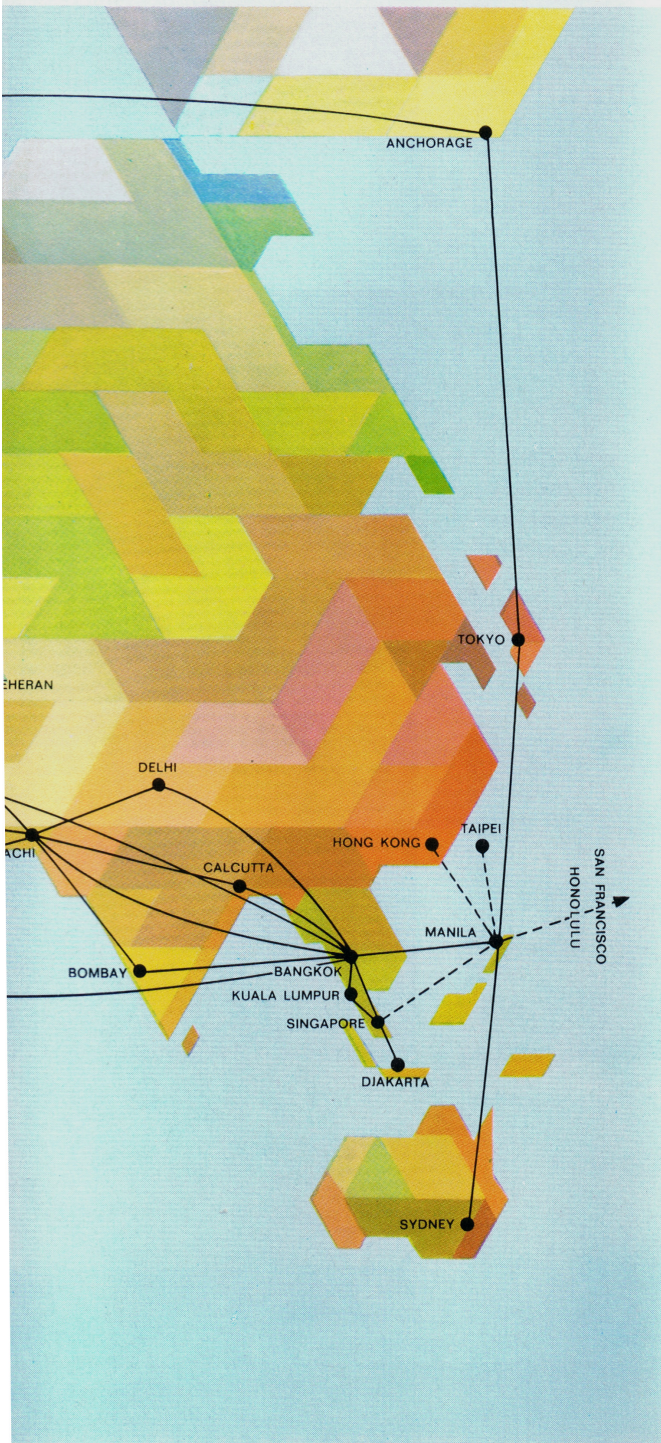 ANCHORAGE
TOKYO
EHERAN
DELHI
HONG KONG
TAIPEI
ACHI
CALCUTTA
SAN FRANCISCO
HONOLULU
MANILA
BOMBAY
BANGKOK
KUALA LUMPUR
SINGAPORE
DJAKARTA
SYDNEY